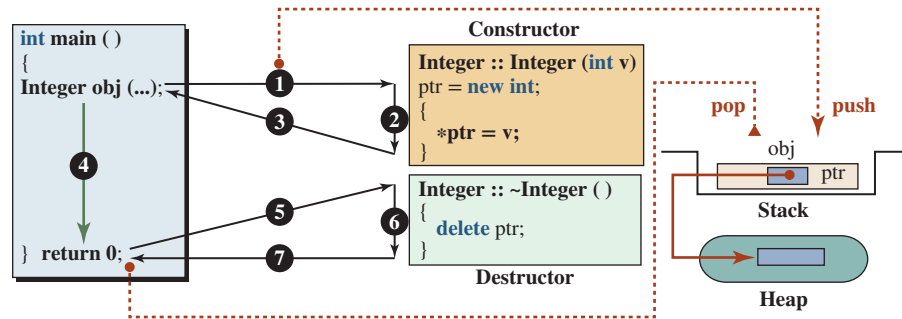 int main ( )
{
Integer obj (...);
4
} return 0;
1
2
3
5
6
7
Constructor
Integer :: Integer (int v)
ptr = new int;
{
*ptr = v;
}
Integer :: ~Integer ( )
{
delete ptr;
}
Destructor
pop
push
obj
ptr
Stack
Heap